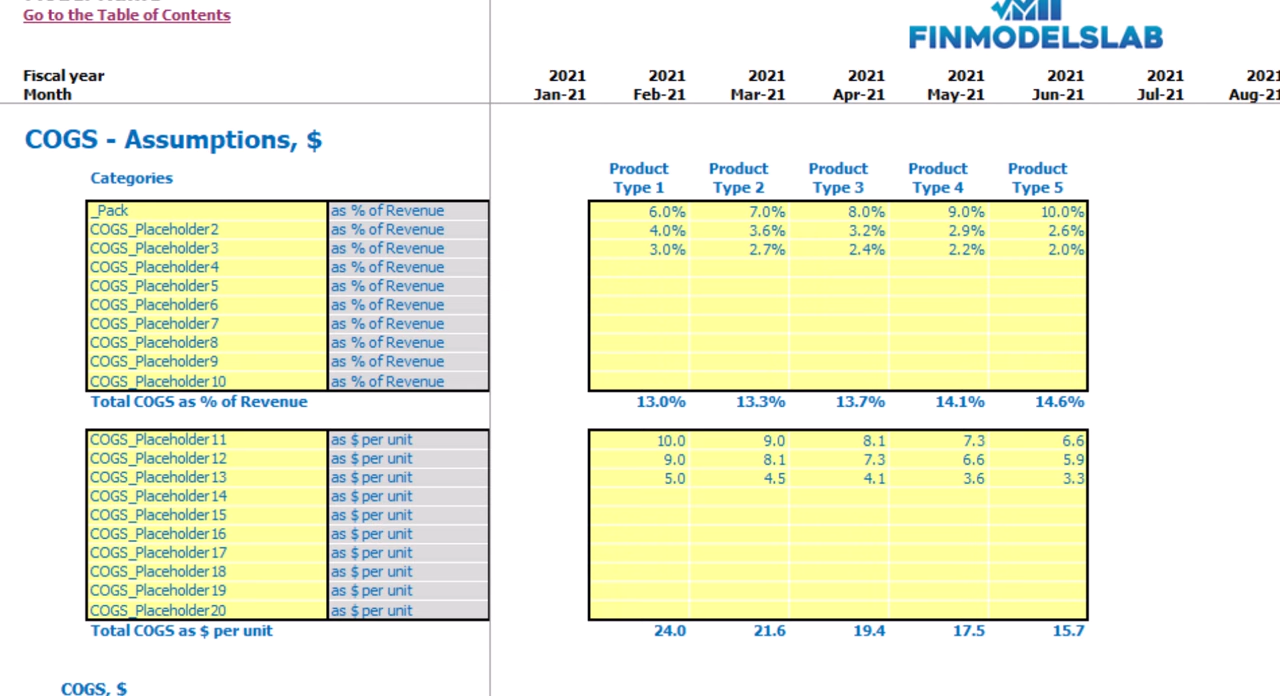 Go to the Table of Contents
FINMODELSLAB
Fiscal year 2021 2021 2021 2021 2021 2021 2021 2021
Month Jan-21 Feb-21 Mar-21 Apr-21 May-21 Jun-21 Jul-21 Aug-21
COGS - Assumptions, $
Categories Product Type 1 Product Type 2 Product Type 3 Product Type 4 Product Type 5
_Pack as % of Revenue 6.0% 7.0% 8.0% 9.0% 10.0%
COGS_Placeholder2 as % of Revenue 4.0% 3.6% 3.2% 2.9% 2.6%
COGS_Placeholder3 as % of Revenue 3.0% 2.7% 2.4% 2.2% 2.0%
COGS_Placeholder4 as % of Revenue
COGS_Placeholder5 as % of Revenue
COGS_Placeholder6 as % of Revenue
COGS_Placeholder7 as % of Revenue
COGS_Placeholder8 as % of Revenue
COGS_Placeholder9 as % of Revenue
COGS_Placeholder10 as % of Revenue
Total COGS as % of Revenue 13.0% 13.3% 13.7% 14.1% 14.6%
COGS_Placeholder11 as $ per unit 10.0 9.0 8.1 7.3 6.6
COGS_Placeholder12 as $ per unit 9.0 8.1 7.3 6.6 5.9
COGS_Placeholder13 as $ per unit 5.0 4.5 4.1 3.6 3.3
COGS_Placeholder14 as $ per unit
COGS_Placeholder15 as $ per unit
COGS_Placeholder16 as $ per unit
COGS_Placeholder17 as $ per unit
COGS_Placeholder18 as $ per unit
COGS_Placeholder19 as $ per unit
COGS_Placeholder20 as $ per unit
Total COGS as $ per unit 24.0 21.6 19.4 17.5 15.7
COGS, $